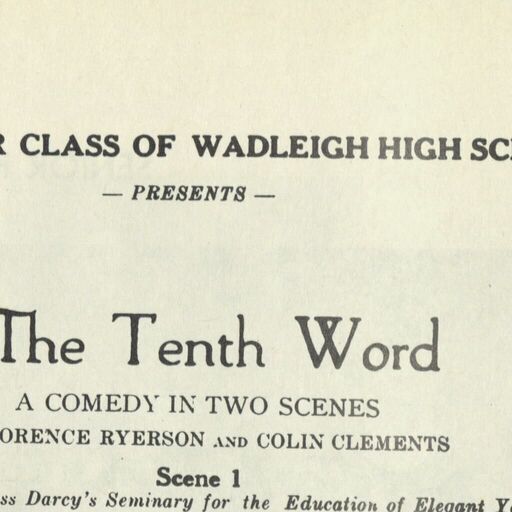 R CLASS OF WADLEIGH HIGH SC
— PRESENTS —
The Tenth Word
A COMEDY IN TWO SCENES
ORENCE RYERSON AND COLIN CLEMENTS
Scene 1
ss Darcy's Seminary for the Education of Elegant Y